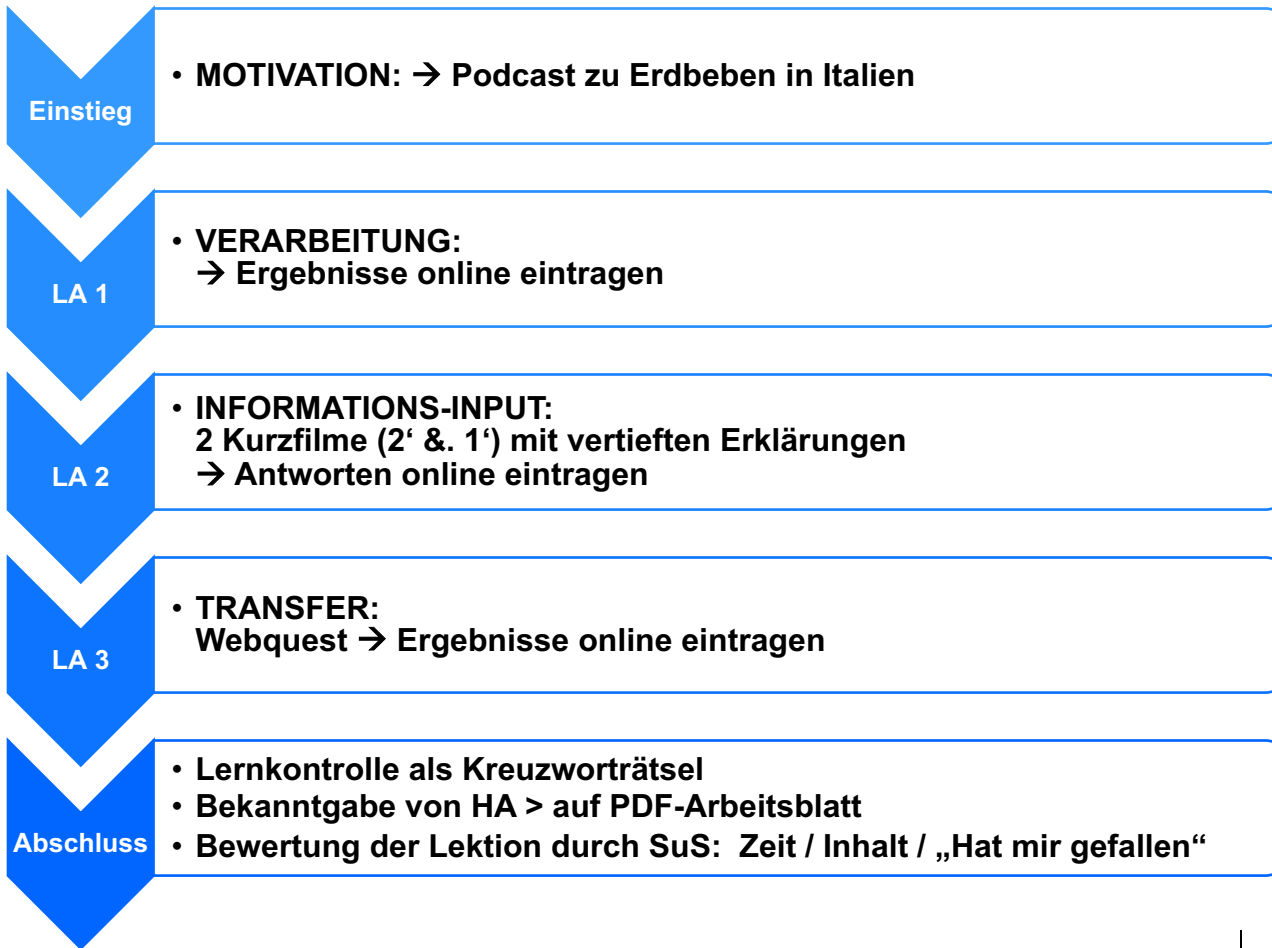 Einstieg
• MOTIVATION: → Podcast zu Erdbeben in Italien
LA 1
• VERARBEITUNG:
→ Ergebnisse online eintragen
LA 2
• INFORMATIONS-INPUT:
2 Kurzfilme (2‘ &. 1‘) mit vertieften Erklärungen
→ Antworten online eintragen
LA 3
• TRANSFER:
Webquest → Ergebnisse online eintragen
Abschluss
• Lernkontrolle als Kreuzworträtsel
• Bekanntgabe von HA > auf PDF-Arbeitsblatt
• Bewertung der Lektion durch SuS:  Zeit / Inhalt / „Hat mir gefallen“